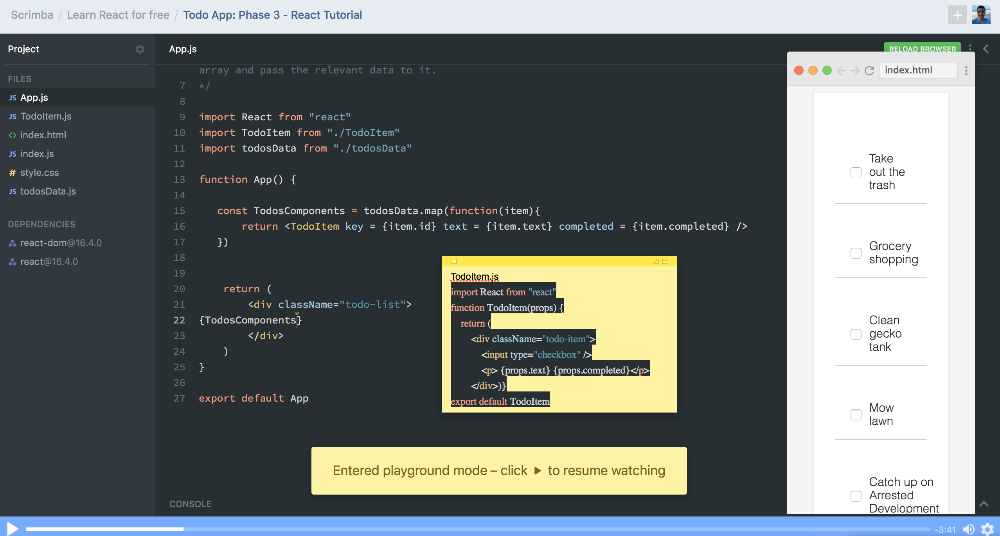 Scrimba / Learn React for free / Todo App: Phase 3 - React Tutorial
+
Project
App.js
RELOAD BROWSER
FILES
JS App.js
JS TodoItem.js
<> index.html
JS index.js
# style.css
JS todosData.js
DEPENDENCIES
react-dom@16.4.0
react@16.4.0
array and pass the relevant data to it.
7 */
8
9 import React from "react"
10 import TodoItem from "./TodoItem"
11 import todosData from "./todosData"
12
13 function App() {
14
15 const TodosComponents = todosData.map(function(item){
16 return <TodoItem key = {item.id} text = {item.text} completed = {item.completed} />
17 })
18
19
20 return (
21 <div className="todo-list">
22 {TodosComponents}
23 </div>
24 )
25 }
26
27 export default App
TodoItem.js
import React from "react"
function TodoItem(props) {
return (
<div className="todo-item">
<input type="checkbox" />
<p> {props.text} {props.completed}</p>
</div>)}
export default TodoItem
Entered playground mode – click ▶ to resume watching
CONSOLE
index.html
Take
out the
trash
Grocery
shopping
Clean
gecko
tank
Mow
lawn
Catch up on
Arrested
Development
-3:41